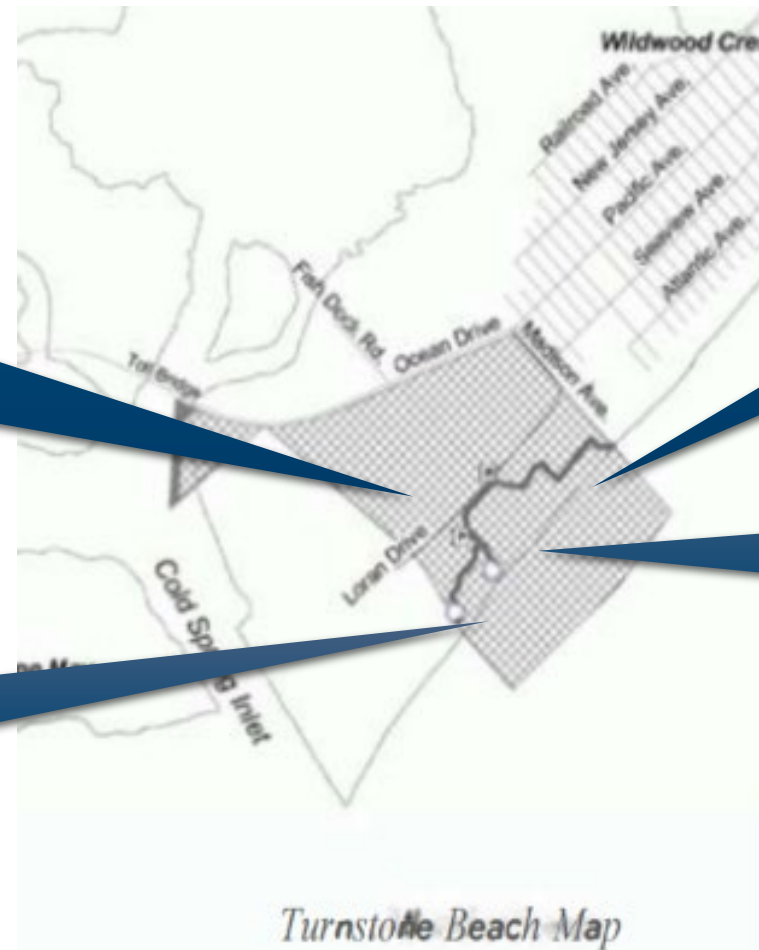 Wildwood Cre
Railroad Ave.
New Jersey Ave.
Pacific Ave.
Seaview Ave.
Atlantic Ave.
Fish Dock Rd.
Ocean Drive
Madison Ave.
Toll Bridge
Loran Drive
Cold Spring Inlet
Turnstone Beach Map